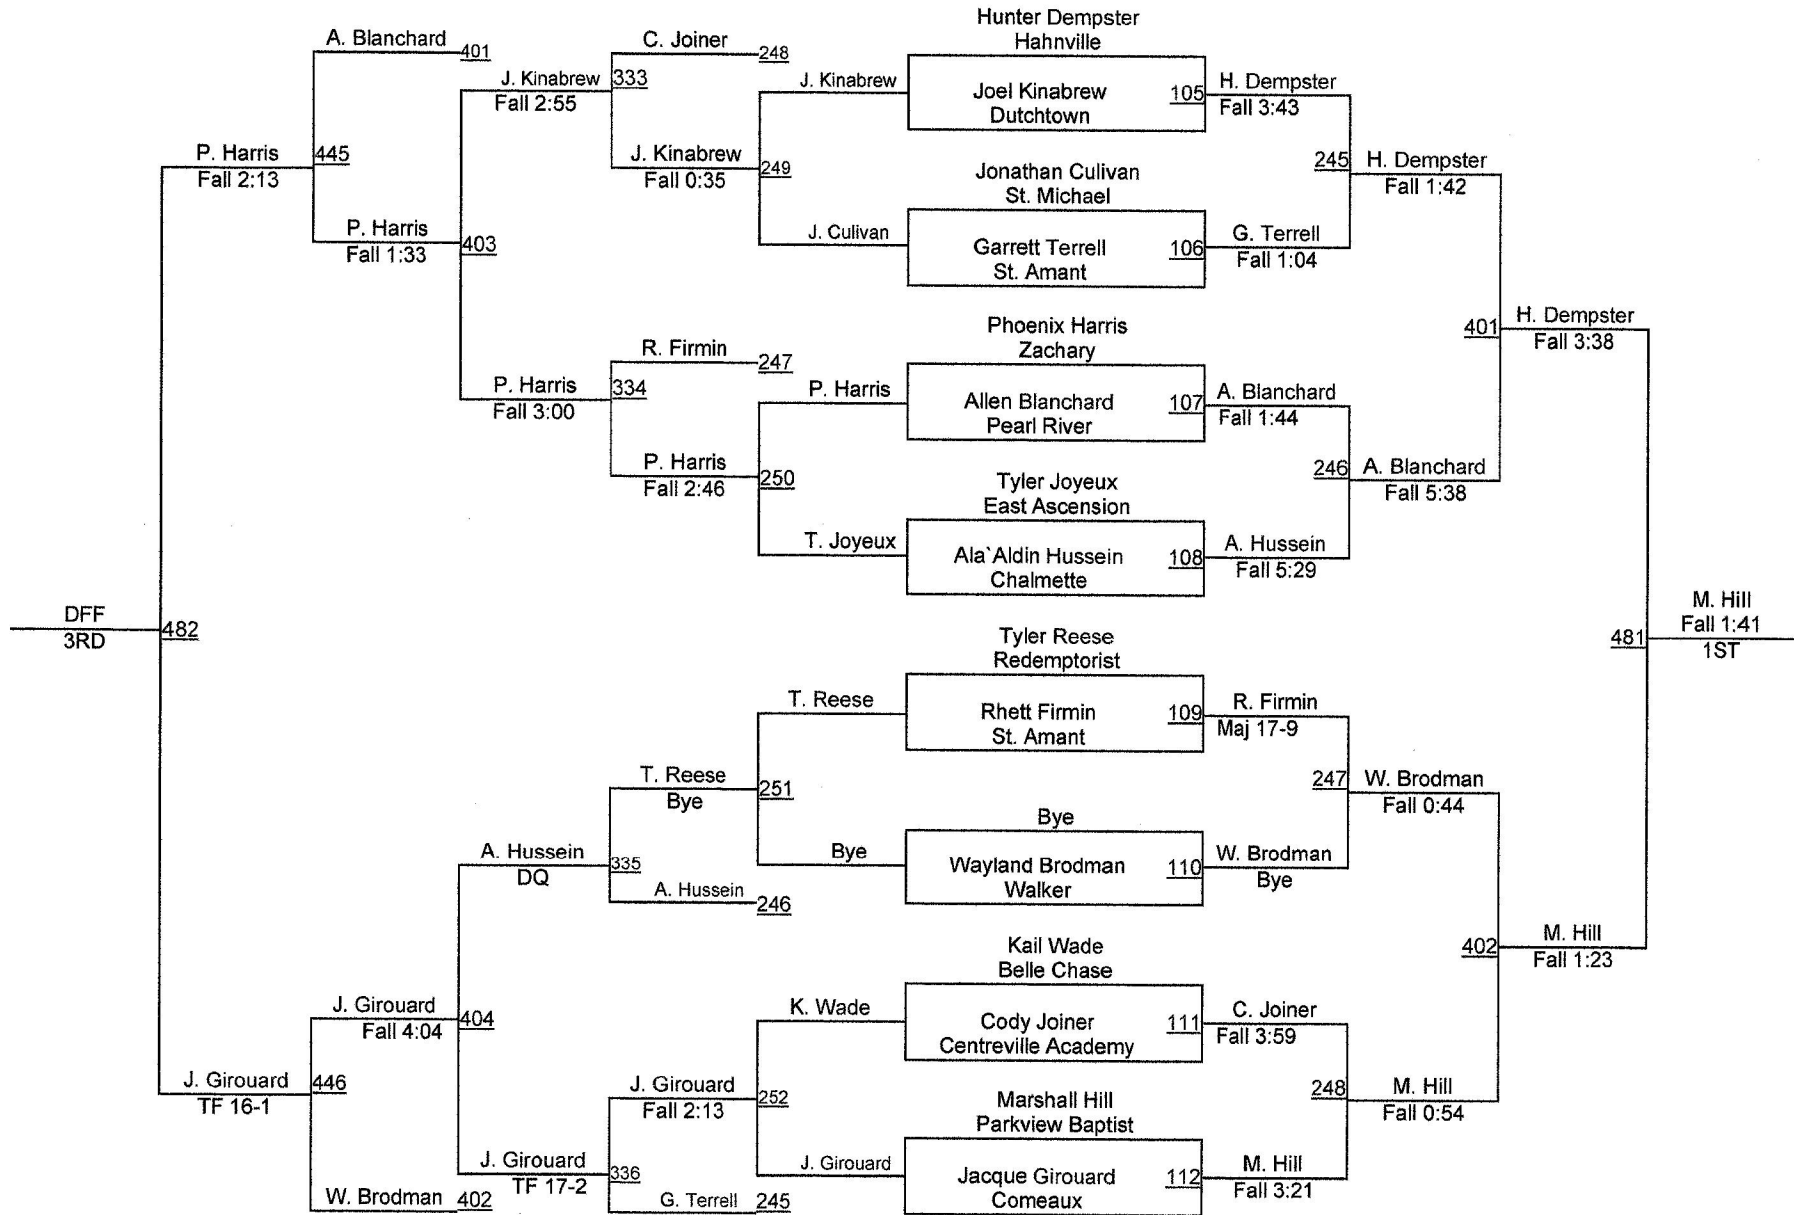 Hunter Dempster
Hahnville
A. Blanchard 401
C. Joiner 248
J. Kinabrew 333
Fall 2:55
J. Kinabrew
Joel Kinabrew 105
Dutchtown
H. Dempster
Fall 3:43
P. Harris 445
Fall 2:13
J. Kinabrew 249
Fall 0:35
Jonathan Culivan
St. Michael
245 H. Dempster
Fall 1:42
P. Harris 403
Fall 1:33
J. Culivan
Garrett Terrell 106
St. Amant
G. Terrell
Fall 1:04
Phoenix Harris
Zachary
401 H. Dempster
Fall 3:38
R. Firmin 247
P. Harris 334
Fall 3:00
P. Harris
Allen Blanchard 107
Pearl River
A. Blanchard
Fall 1:44
P. Harris 250
Fall 2:46
Tyler Joyeux
East Ascension
246 A. Blanchard
Fall 5:38
T. Joyeux
Ala`Aldin Hussein 108
Chalmette
A. Hussein
Fall 5:29
DFF 482
3RD
Tyler Reese
Redemptorist
M. Hill
481 Fall 1:41
1ST
T. Reese
Rhett Firmin 109
St. Amant
R. Firmin
Maj 17-9
T. Reese 251
Bye
Bye
247 W. Brodman
Fall 0:44
A. Hussein 335
DQ
Bye
Wayland Brodman 110
Walker
W. Brodman
Bye
A. Hussein 246
Kail Wade
Belle Chase
402 M. Hill
Fall 1:23
J. Girouard 404
Fall 4:04
K. Wade
Cody Joiner 111
Centreville Academy
C. Joiner
Fall 3:59
J. Girouard 446
TF 16-1
J. Girouard 252
Fall 2:13
Marshall Hill
Parkview Baptist
248 M. Hill
Fall 0:54
J. Girouard 336
TF 17-2
J. Girouard
Jacque Girouard 112
Comeaux
M. Hill
Fall 3:21
W. Brodman 402
G. Terrell 245